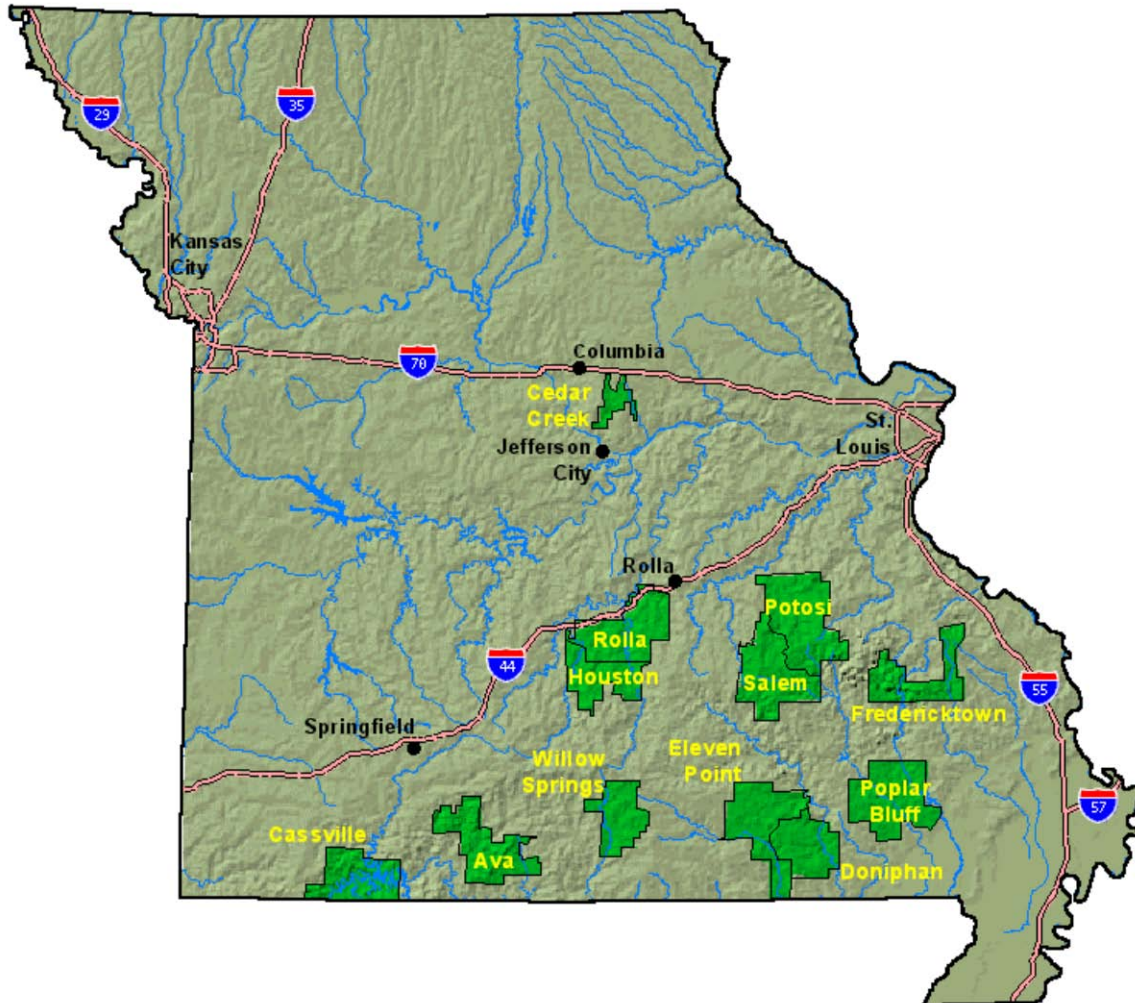 29
35
Kansas
City
70
Columbia
Cedar
Creek
St.
Louis
Jefferson
City
Rolla
Potosi
Rolla
Houston
44
Salem
55
Fredericktown
Springfield
Willow
Springs
Eleven
Point
Poplar
Bluff
57
Cassville
Ava
Doniphan